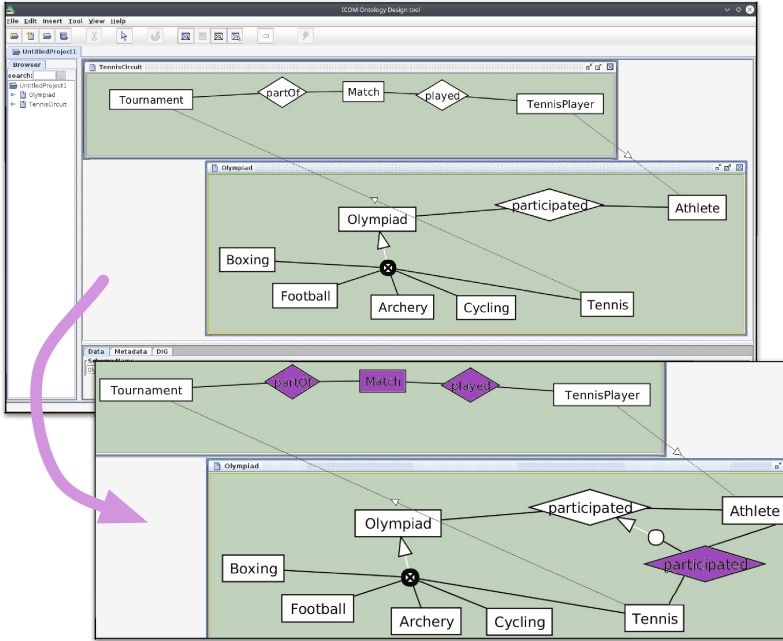 ICOM Ontology Design tool
File Edit Insert Tool View Help
UntitledProject1
Browser
search:
UntitledProject1
Olympiad
TennisCircuit
TennisCircuit
Tournament
partOf
Match
played
TennisPlayer
Olympiad
Olympiad
participated
Athlete
Boxing
Football
Archery
Cycling
Tennis
Data Metadata DIG
Tournament
partOf
Match
played
TennisPlayer
Olympiad
Olympiad
participated
Athlete
participated
Boxing
Football
Archery
Cycling
Tennis